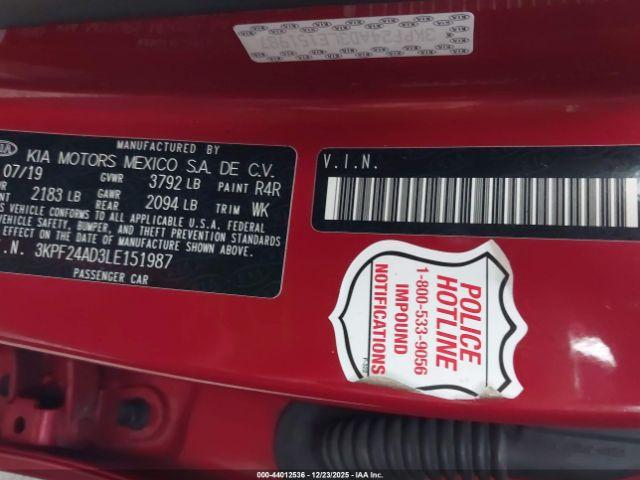 3KPF24AD3LE151987
MANUFACTURED BY
KIA KIA MOTORS MEXICO S.A. DE C.V.
07/19 GVWR 3792 LB PAINT R4R
2183 LB GAWR REAR 2094 LB TRIM WK
VEHICLE CONFORMS TO ALL APPLICABLE U.S.A. FEDERAL
SAFETY, BUMPER, AND THEFT PREVENTION STANDARDS
EFFECT ON THE DATE OF MANUFACTURE SHOWN ABOVE.
N. 3KPF24AD3LE151987
PASSENGER CAR
V.I.N.
POLICE
HOTLINE
1-800-533-9056
IMPOUND
NOTIFICATIONS
000-44012536 - 12/23/2025 - IAA Inc.